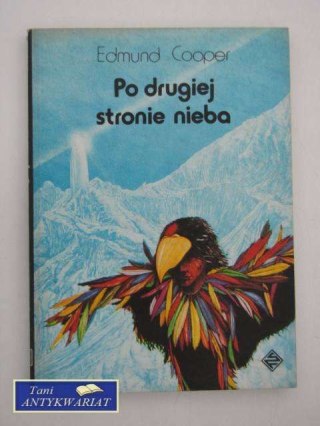 Edmund Cooper
Po drugiej
stronie nieba
Tani
ANTYKWARIAT